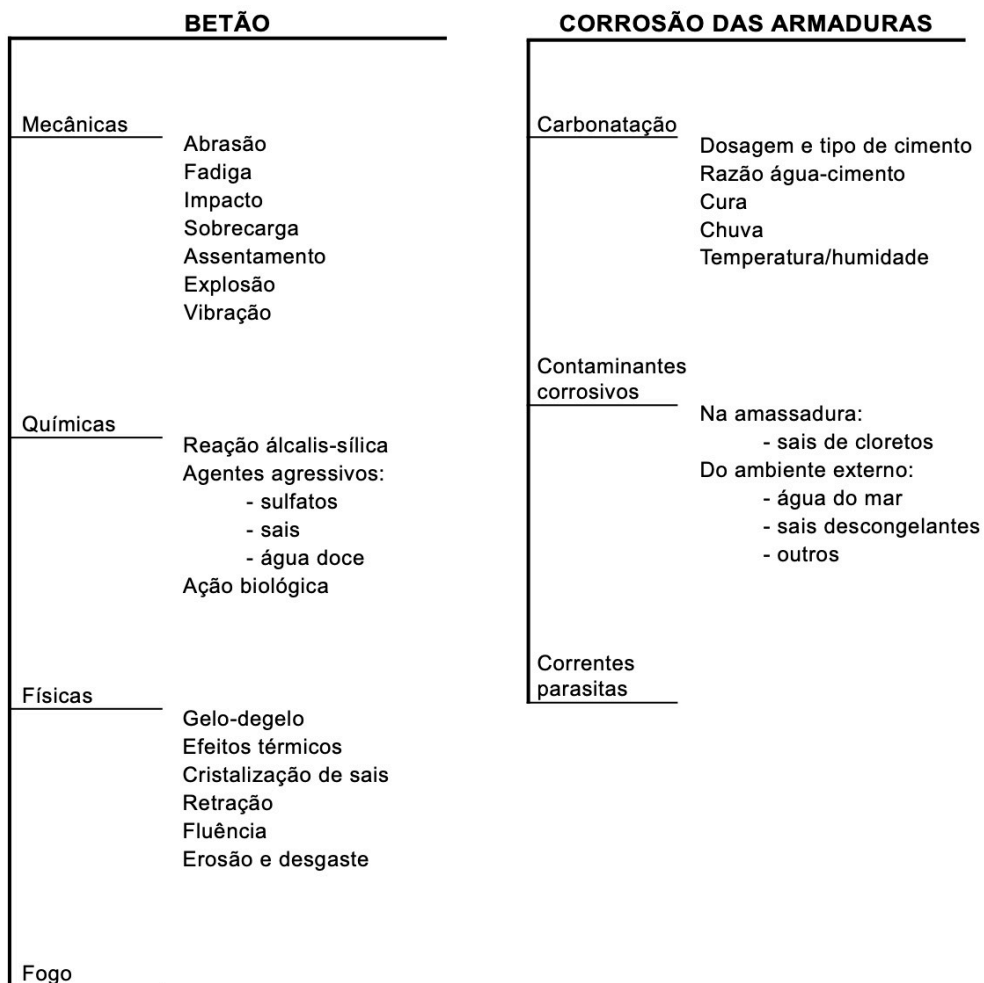 BETÃO
Mecânicas
Abrasão
Fadiga
Impacto
Sobrecarga
Assentamento
Explosão
Vibração
Químicas
Reação álcalis-sílica
Agentes agressivos:
- sulfatos
- sais
- água doce
Ação biológica
Físicas
Gelo-degelo
Efeitos térmicos
Cristalização de sais
Retração
Fluência
Erosão e desgaste
Fogo
CORROSÃO DAS ARMADURAS
Carbonatação
Dosagem e tipo de cimento
Razão água-cimento
Cura
Chuva
Temperatura/humidade
Contaminantes
corrosivos
Na amassadura:
- sais de cloretos
Do ambiente externo:
- água do mar
- sais descongelantes
- outros
Correntes
parasitas